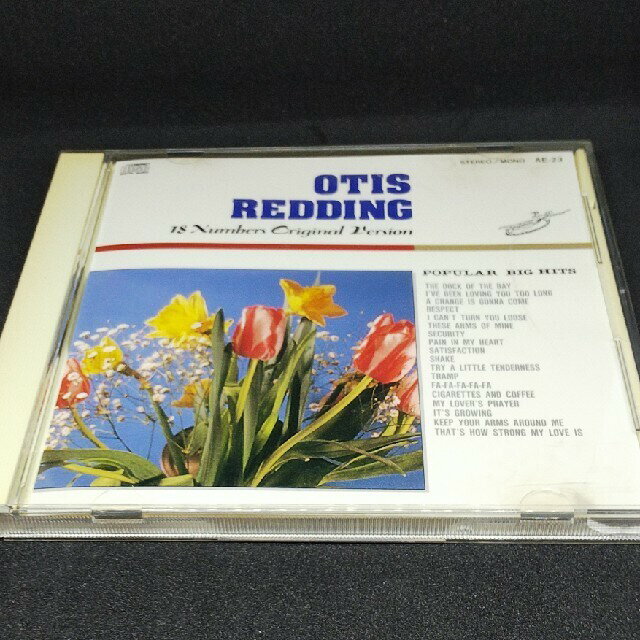 STEREO/MONO AE-23
OTIS
REDDING
18 Numbers Original Version
POPULAR BIG HITS
THE DOCK OF THE BAY
I'VE BEEN LOVING YOU TOO LONG
A CHANGE IS GONNA COME
RESPECT
I CAN'T TURN YOU LOOSE
THESE ARMS OF MINE
SECURITY
PAIN IN MY HEART
SATISFACTION
SHAKE
TRY A LITTLE TENDERNESS
TRAMP
FA-FA-FA-FA-FA
CIGARETTES AND COFFEE
MY LOVER'S PRAYER
IT'S GROWING
KEEP YOUR ARMS AROUND ME
THAT'S HOW STRONG MY LOVE IS